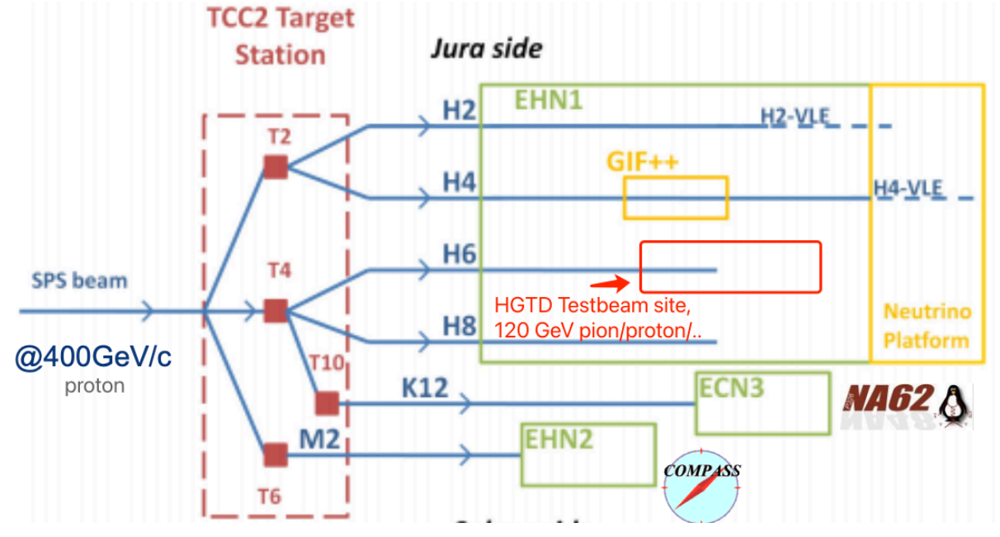 TCC2 Target
Station
Jura side
EHN1
H2
H2-VLE
T2
GIF++
H4
H4-VLE
SPS beam
T4
H6
HGTD Testbeam site,
120 GeV pion/proton/..
H8
Neutrino
Platform
@400GeV/c
proton
T10
K12
ECN3
NA62
M2
EHN2
COMPASS
T6